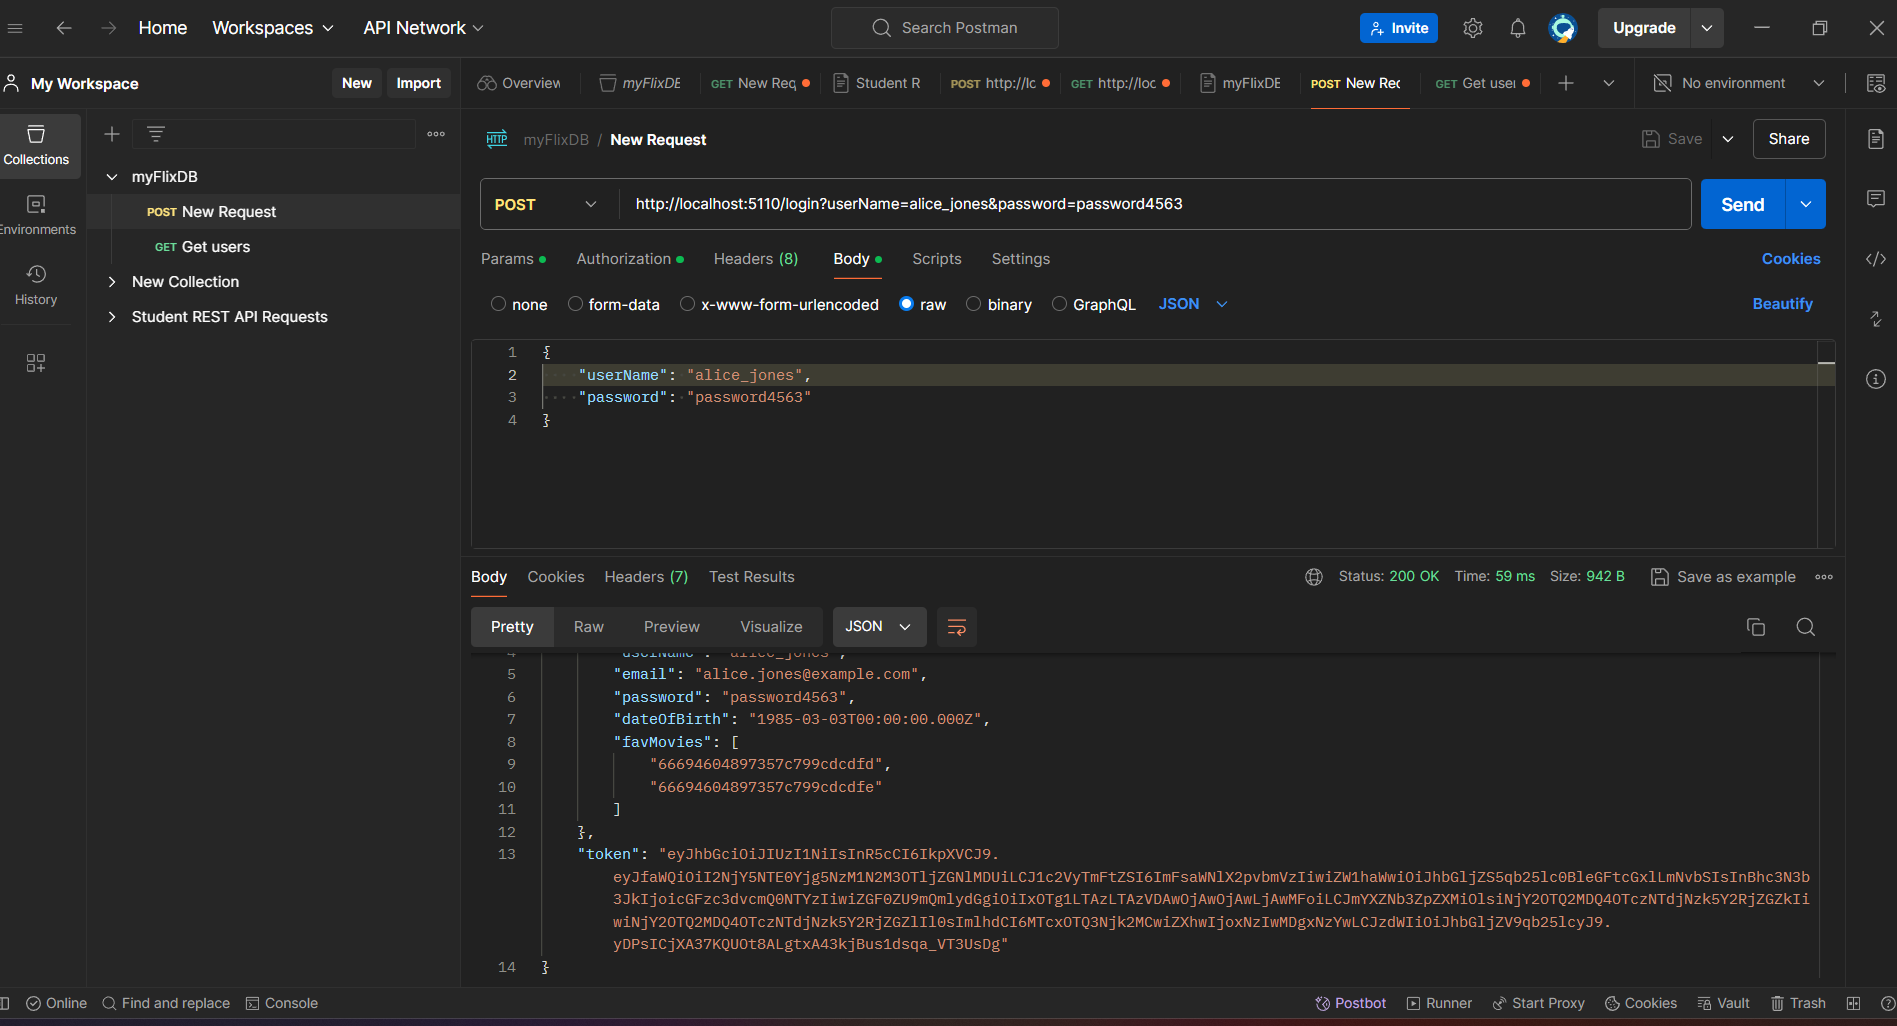 Home Workspaces API Network Search Postman Invite Upgrade
My Workspace New Import Overview myFlixDE GET New Req Student R POST http://lc GET http://loc myFlixDE POST New Rec GET Get user No environment
Collections
Environments
History
myFlixDB
POST New Request
GET Get users
New Collection
Student REST API Requests
HTTP myFlixDB / New Request Save Share
POST http://localhost:5110/login?userName=alice_jones&password=password4563 Send
Params Authorization Headers (8) Body Scripts Settings Cookies
none form-data x-www-form-urlencoded raw binary GraphQL JSON Beautify
1 {
2 "userName": "alice_jones",
3 "password": "password4563"
4 }
Body Cookies Headers (7) Test Results Status: 200 OK Time: 59 ms Size: 942 B Save as example
Pretty Raw Preview Visualize JSON
4 "userName": "alice_jones",
5 "email": "alice.jones@example.com",
6 "password": "password4563",
7 "dateOfBirth": "1985-03-03T00:00:00.000Z",
8 "favMovies": [
9 "66694604897357c799cdcdfd",
10 "66694604897357c799cdcdfe"
11 ]
12 },
13 "token": "eyJhbGciOiJIUzI1NiIsInR5cCI6IkpXVCJ9.
eyJfaWQiOiI2NjY5NTE0Yjg5NzM1N2M3OTljZGNlMDUiLCJ1c2VyTmFtZSI6ImFsaWNlX2pvbmVzIiwiZW1haWwiOiJhbGljZS5qb25lc0BleGFtcGxlLmNvbSIsInBhc3N3b
3JkIjoicGFzc3dvcmQ0NTYzIiwiZGF0ZU9mQmlydGgiOiIxOTg1LTAzLTAzVDAwOjAwOjAwLjAwMFoiLCJmYXZNb3ZpZXMiOlsiNjY2OTQ2MDQ4OTczNTdjNzk5Y2RjZGZkIi
wiNjY2OTQ2MDQ4OTczNTdjNzk5Y2RjZGZlIl0sImlhdCI6MTcxOTQ3Njk2MCwiZXhwIjoxNzIwMDgxNzYwLCJzdWIiOiJhbGljZV9qb25lcyJ9.
yDPsICjXA37KQUOt8ALgtxA43kjBus1dsqa_VT3UsDg"
14 }
Online Find and replace Console Postbot Runner Start Proxy Cookies Vault Trash